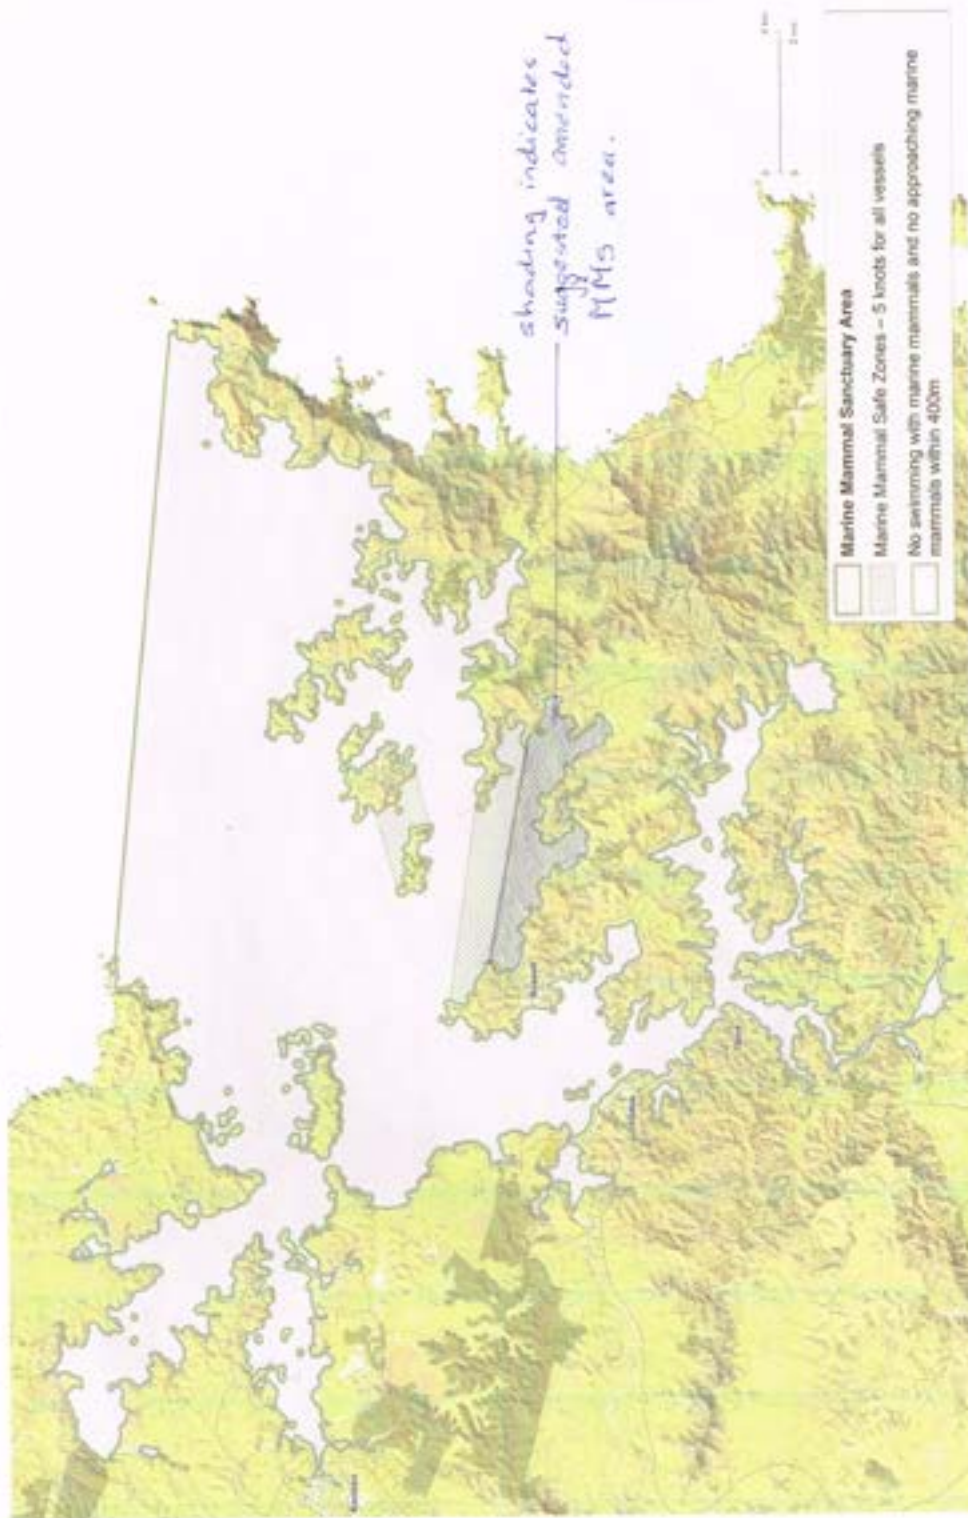 shading indicates
suggested amended
MMS area.
Marine Mammal Sanctuary Area
Marine Mammal Safe Zones – 5 knots for all vessels
No swimming with marine mammals and no approaching marine
mammals within 400m